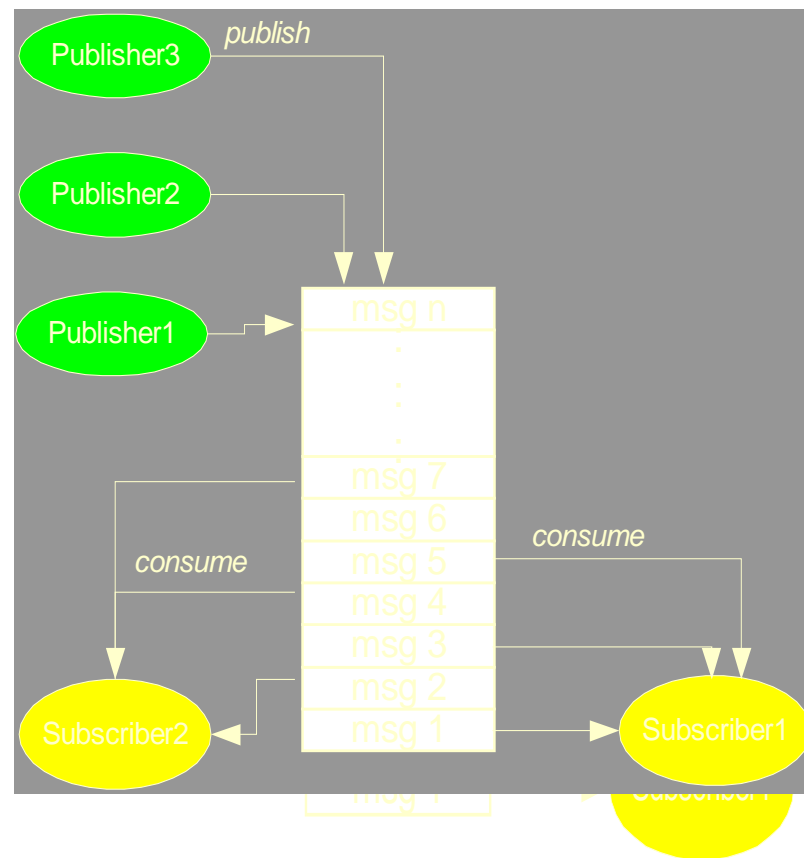 publish
Publisher3
Publisher2
Publisher1
msg n
.
.
.
.
.
msg 7
msg 6
consume
msg 5
consume
msg 4
msg 3
msg 2
Subscriber2
msg 1
Subscriber1